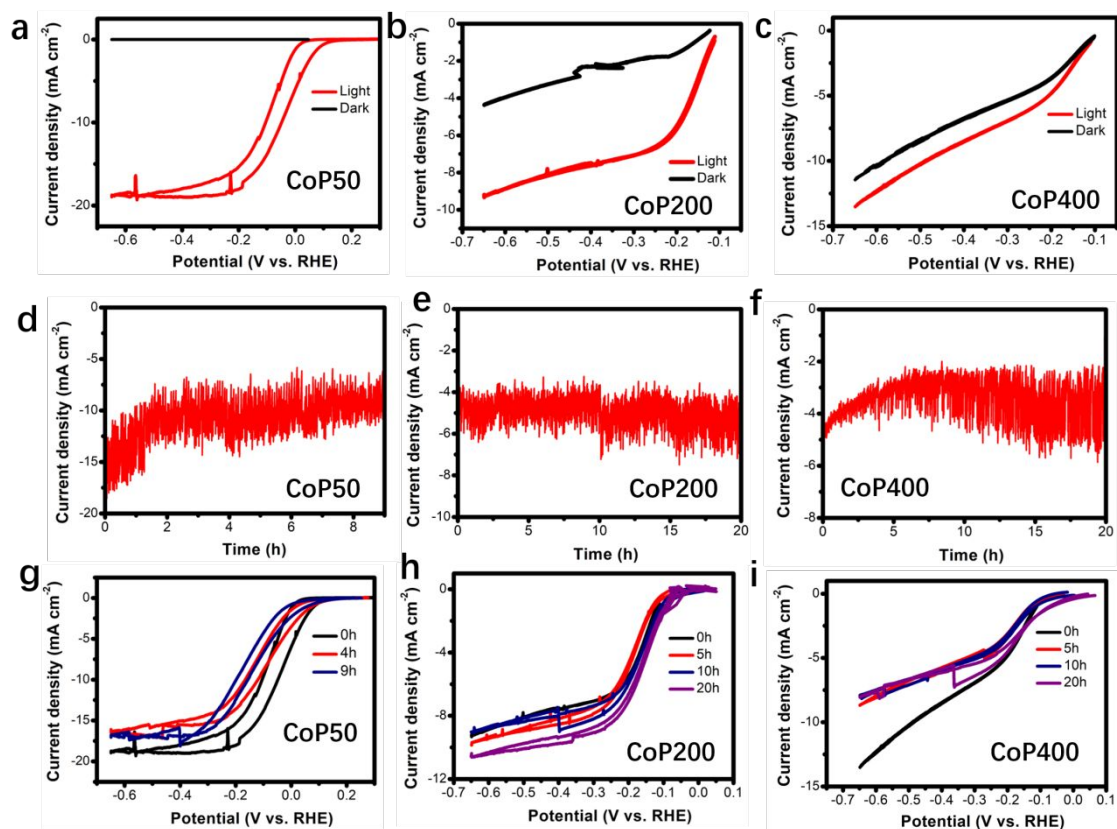 a
Current density (mA cm⁻²)
0
-5
-10
-15
-20
Light
Dark
CoP50
-0.6
-0.4
-0.2
0.0
0.2
Potential (V vs. RHE)
b
Current density (mA cm⁻²)
0
-2
-4
-6
-8
-10
Light
Dark
CoP200
-0.7
-0.6
-0.5
-0.4
-0.3
-0.2
-0.1
Potential (V vs. RHE)
c
Current density (mA cm⁻²)
0
-5
-10
-15
Light
Dark
CoP400
-0.7
-0.6
-0.5
-0.4
-0.3
-0.2
-0.1
Potential (V vs. RHE)
d
Current density (mA cm⁻²)
0
-5
-10
-15
-20
CoP50
0
2
4
6
8
Time (h)
e
Current density (mA cm⁻²)
0
-2
-4
-6
-8
-10
CoP200
0
5
10
15
20
Time (h)
f
Current density (mA cm⁻²)
0
-2
-4
-6
-8
CoP400
0
5
10
15
20
Time (h)
g
Current density (mA cm⁻²)
0
-5
-10
-15
-20
0h
4h
9h
CoP50
-0.6
-0.4
-0.2
0.0
0.2
Potential (V vs. RHE)
h
Current density (mA cm⁻²)
0
-4
-8
-12
0h
5h
10h
20h
CoP200
-0.7
-0.6
-0.5
-0.4
-0.3
-0.2
-0.1
0.0
0.1
Potential (V vs. RHE)
i
Current density (mA cm⁻²)
0
-5
-10
-15
0h
5h
10h
20h
CoP400
-0.7
-0.6
-0.5
-0.4
-0.3
-0.2
-0.1
0.0
0.1
Potential (V vs. RHE)